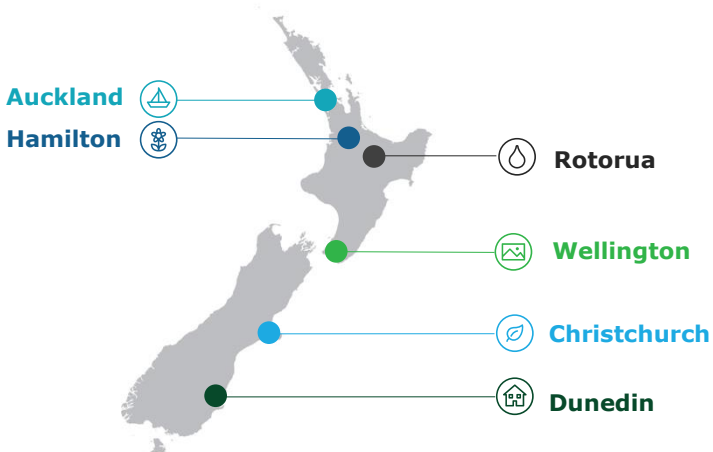 Auckland
Hamilton
Rotorua
Wellington
Christchurch
Dunedin